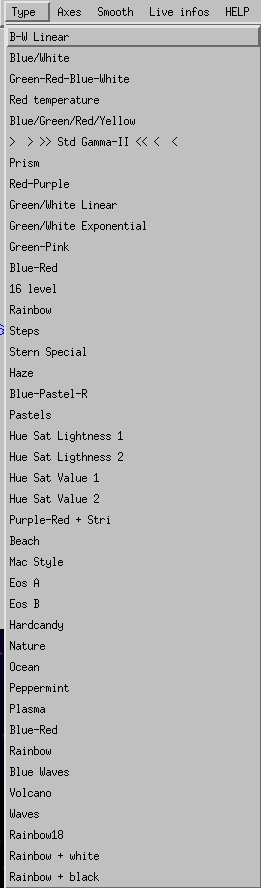 Type Axes Smooth Live infos HELP
B-W Linear
Blue/White
Green-Red-Blue-White
Red temperature
Blue/Green/Red/Yellow
> > >> Std Gamma-II << < <
Prism
Red-Purple
Green/White Linear
Green/White Exponential
Green-Pink
Blue-Red
16 level
Rainbow
Steps
Stern Special
Haze
Blue-Pastel-R
Pastels
Hue Sat Lightness 1
Hue Sat Ligthness 2
Hue Sat Value 1
Hue Sat Value 2
Purple-Red + Stri
Beach
Mac Style
Eos A
Eos B
Hardcandy
Nature
Ocean
Peppermint
Plasma
Blue-Red
Rainbow
Blue Waves
Volcano
Waves
Rainbow18
Rainbow + white
Rainbow + black